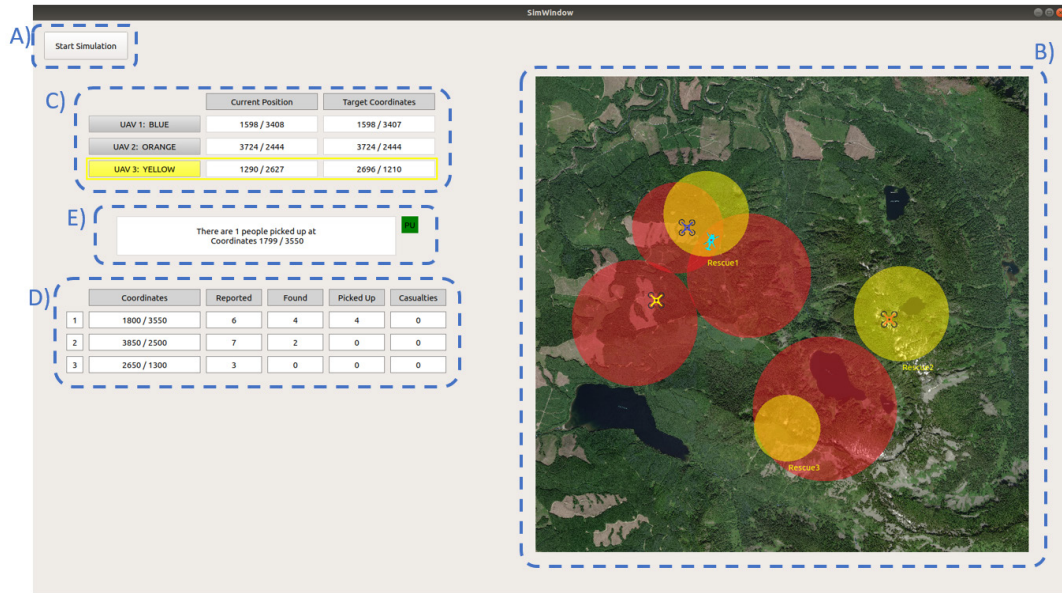 SimWindow
A)
Start Simulation
B)
C)
Current Position Target Coordinates
UAV 1: BLUE 1598 / 3408 1598 / 3407
UAV 2: ORANGE 3724 / 2444 3724 / 2444
UAV 3: YELLOW 1290 / 2627 2696 / 1210
E)
There are 1 people picked up at
Coordinates 1799 / 3550
PU
D)
Coordinates Reported Found Picked Up Casualties
1 1800 / 3550 6 4 4 0
2 3850 / 2500 7 2 0 0
3 2650 / 1300 3 0 0 0
Rescue1
Rescue2
Rescue3